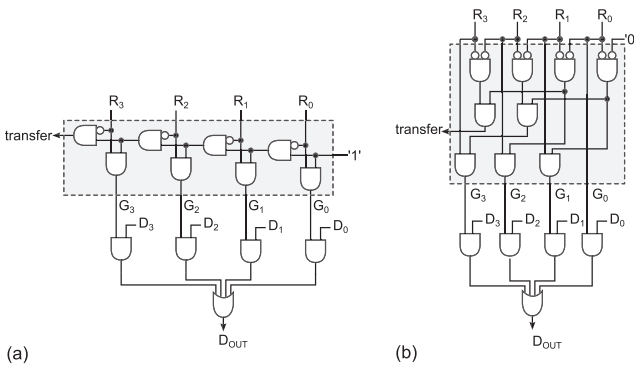 R3 R2 R1 R0
transfer
'1'
G3 G2 G1 G0
D3 D2 D1 D0
DOUT
(a)
R3 R2 R1 R0
'0
transfer
G3 G2 G1 G0
D3 D2 D1 D0
DOUT
(b)